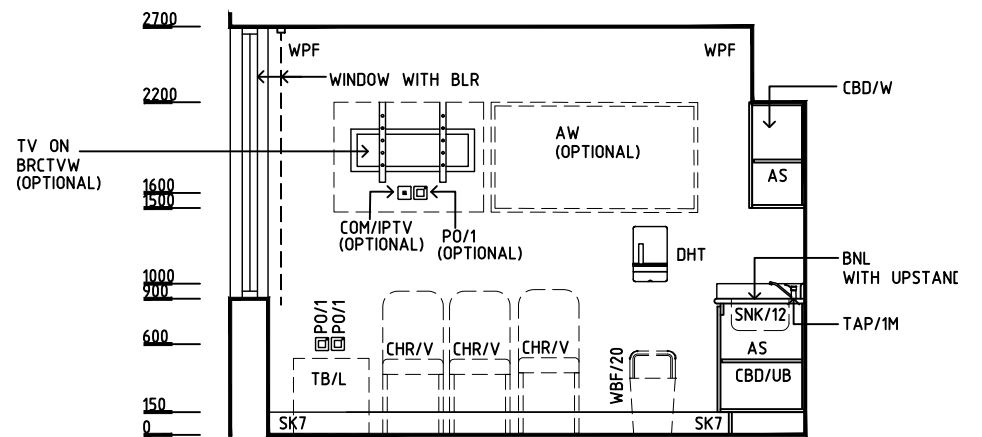 2700
WPF
WPF
WINDOW WITH BLR
CBD/W
2200
AW
(OPTIONAL)
TV ON
BRCTVW
(OPTIONAL)
AS
1600
1500
COM/IPTV
(OPTIONAL)
PO/1
(OPTIONAL)
DHT
BNL
WITH UPSTAND
1000
900
PO/1
PO/1
SNK/12
TAP/1M
600
CHR/V
CHR/V
CHR/V
AS
TB/L
WBF/20
CBD/UB
150
SK7
SK7
0